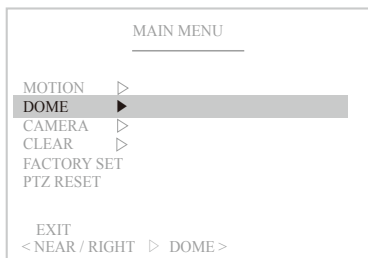 MAIN MENU
MOTION ▷
DOME ▶
CAMERA ▷
CLEAR ▷
FACTORY SET
PTZ RESET
EXIT
< NEAR / RIGHT ▷ DOME >